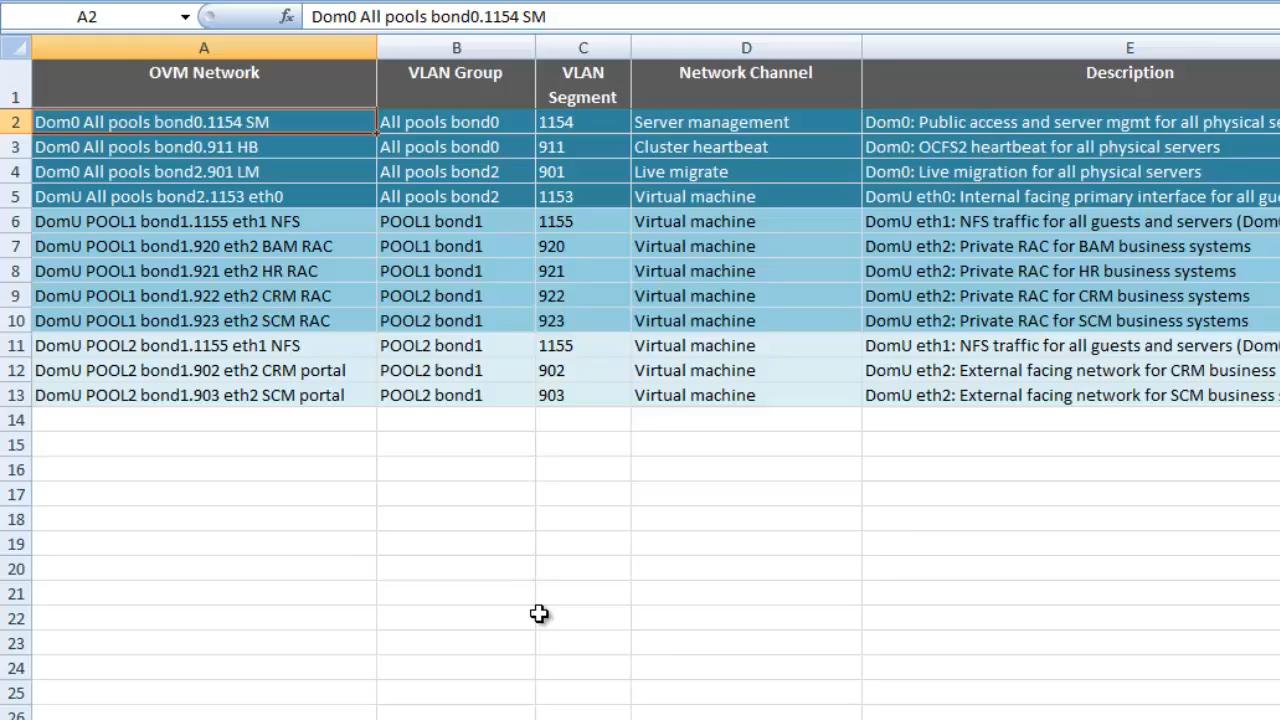 A2 fx Dom0 All pools bond0.1154 SM
A B C D E
1 OVM Network VLAN Group VLAN Segment Network Channel Description
2 Dom0 All pools bond0.1154 SM All pools bond0 1154 Server management Dom0: Public access and server mgmt for all physical se
3 Dom0 All pools bond0.911 HB All pools bond0 911 Cluster heartbeat Dom0: OCFS2 heartbeat for all physical servers
4 Dom0 All pools bond2.901 LM All pools bond2 901 Live migrate Dom0: Live migration for all physical servers
5 DomU All pools bond2.1153 eth0 All pools bond2 1153 Virtual machine DomU eth0: Internal facing primary interface for all gue
6 DomU POOL1 bond1.1155 eth1 NFS POOL1 bond1 1155 Virtual machine DomU eth1: NFS traffic for all guests and servers (Dom
7 DomU POOL1 bond1.920 eth2 BAM RAC POOL1 bond1 920 Virtual machine DomU eth2: Private RAC for BAM business systems
8 DomU POOL1 bond1.921 eth2 HR RAC POOL1 bond1 921 Virtual machine DomU eth2: Private RAC for HR business systems
9 DomU POOL1 bond1.922 eth2 CRM RAC POOL2 bond1 922 Virtual machine DomU eth2: Private RAC for CRM business systems
10 DomU POOL1 bond1.923 eth2 SCM RAC POOL2 bond1 923 Virtual machine DomU eth2: Private RAC for SCM business systems
11 DomU POOL2 bond1.1155 eth1 NFS POOL2 bond1 1155 Virtual machine DomU eth1: NFS traffic for all guests and servers (Dom
12 DomU POOL2 bond1.902 eth2 CRM portal POOL2 bond1 902 Virtual machine DomU eth2: External facing network for CRM business
13 DomU POOL2 bond1.903 eth2 SCM portal POOL2 bond1 903 Virtual machine DomU eth2: External facing network for SCM business
14
15
16
17
18
19
20
21
22
23
24
25
26